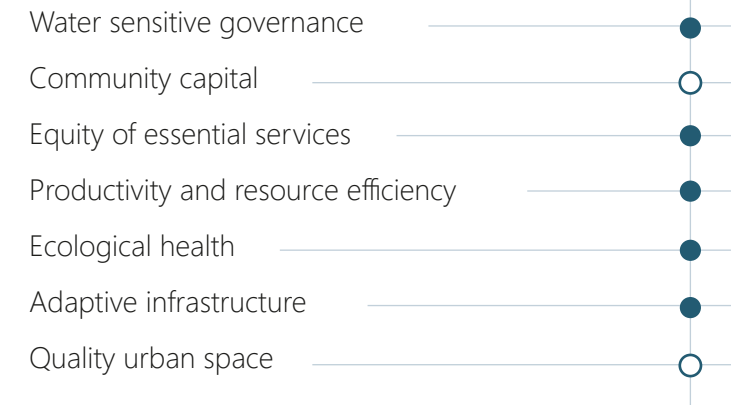 Water sensitive governance
Community capital
Equity of essential services
Productivity and resource efficiency
Ecological health
Adaptive infrastructure
Quality urban space